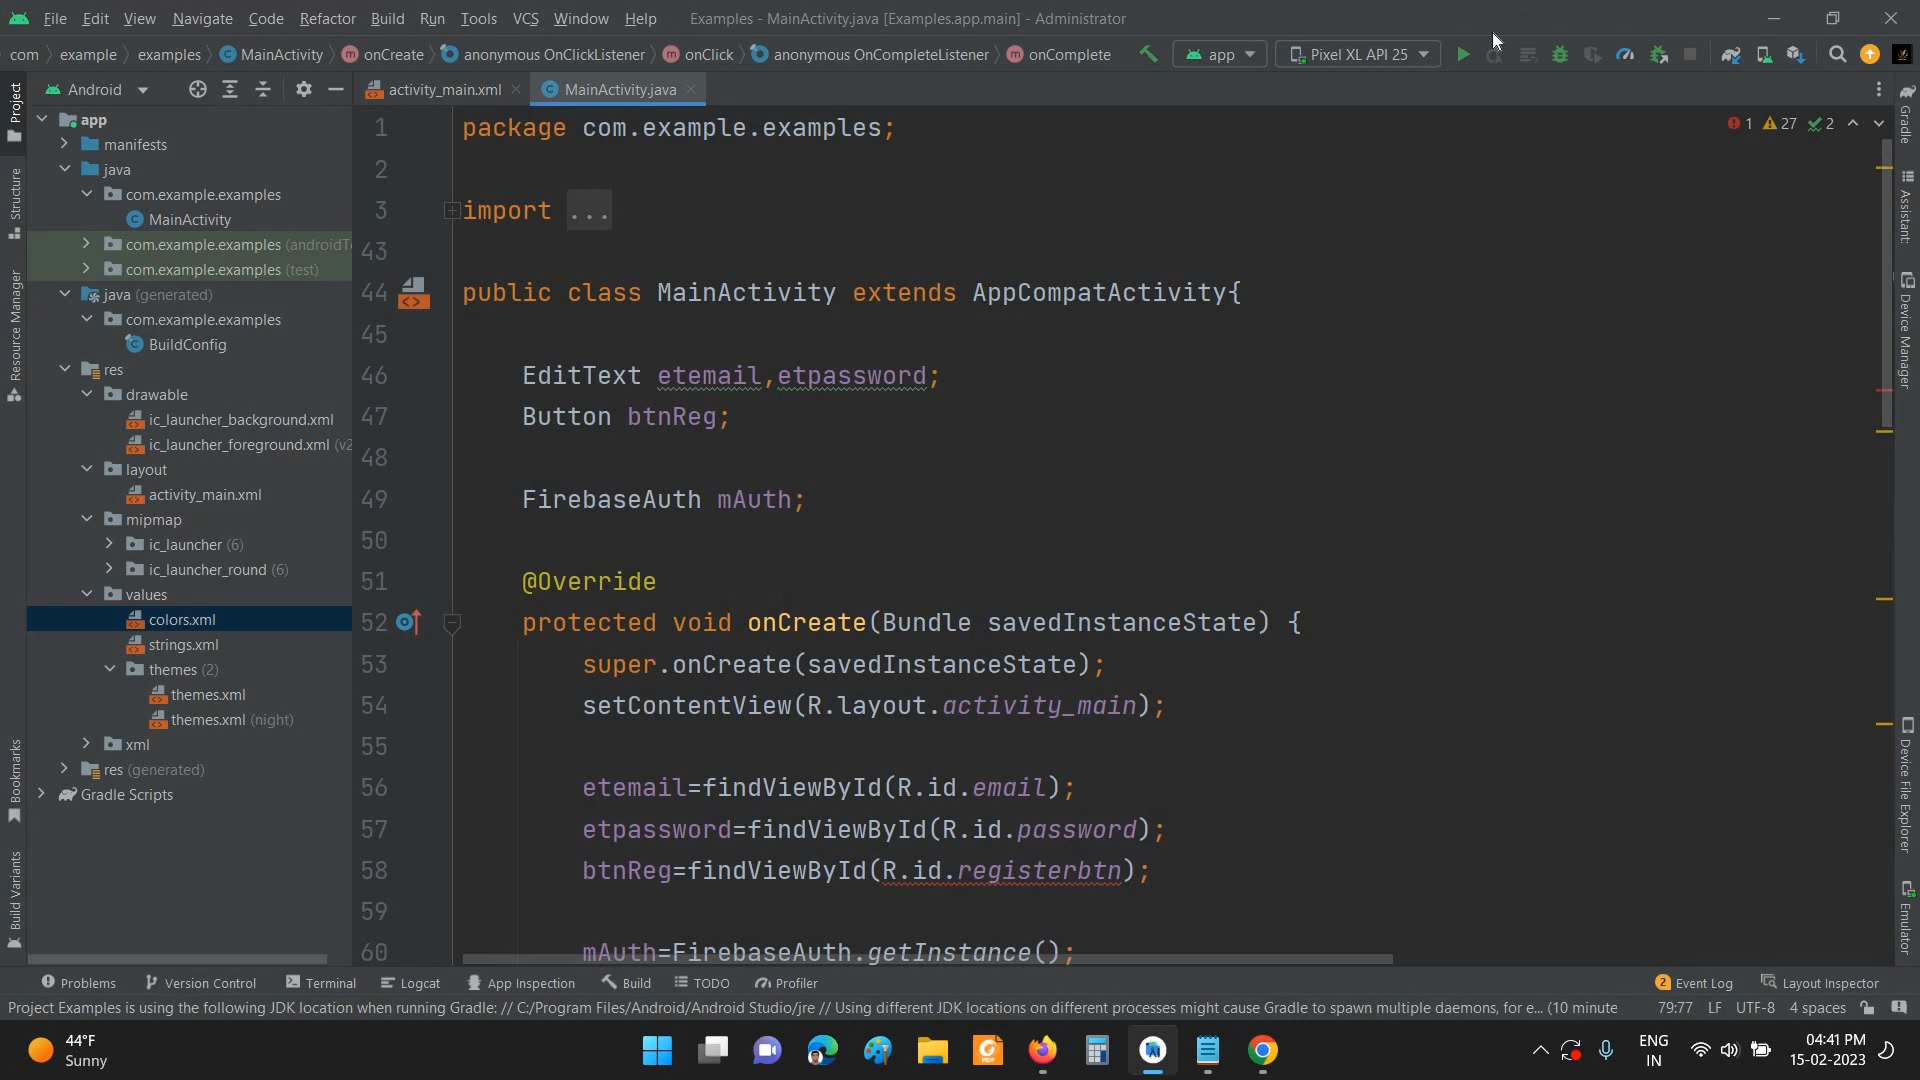 File Edit View Navigate Code Refactor Build Run Tools VCS Window Help Examples - MainActivity.java [Examples.app.main] - Administrator
com example examples MainActivity onCreate anonymous OnClickListener onClick anonymous OnCompleteListener onComplete app Pixel XL API 25
Android activity_main.xml MainActivity.java
app
manifests
java
com.example.examples
MainActivity
com.example.examples (androidTe
com.example.examples (test)
java (generated)
com.example.examples
BuildConfig
res
drawable
ic_launcher_background.xml
ic_launcher_foreground.xml (v2
layout
activity_main.xml
mipmap
ic_launcher (6)
ic_launcher_round (6)
values
colors.xml
strings.xml
themes (2)
themes.xml
themes.xml (night)
xml
res (generated)
Gradle Scripts
Project
Structure
Resource Manager
Bookmarks
Build Variants
1 27 2
1 package com.example.examples;
2
3 import ...
43
44 public class MainActivity extends AppCompatActivity{
45
46 EditText etemail,etpassword;
47 Button btnReg;
48
49 FirebaseAuth mAuth;
50
51 @Override
52 protected void onCreate(Bundle savedInstanceState) {
53 super.onCreate(savedInstanceState);
54 setContentView(R.layout.activity_main);
55
56 etemail=findViewById(R.id.email);
57 etpassword=findViewById(R.id.password);
58 btnReg=findViewById(R.id.registerbtn);
59
60 mAuth=FirebaseAuth.getInstance();
Gradle
Assistant:
Device Manager
Device File Explorer
Emulator
Problems Version Control Terminal Logcat App Inspection Build TODO Profiler 2 Event Log Layout Inspector
Project Examples is using the following JDK location when running Gradle: // C:/Program Files/Android/Android Studio/jre // Using different JDK locations on different processes might cause Gradle to spawn multiple daemons, for e... (10 minute 79:77 LF UTF-8 4 spaces
44°F
Sunny
ENG
IN
04:41 PM
15-02-2023